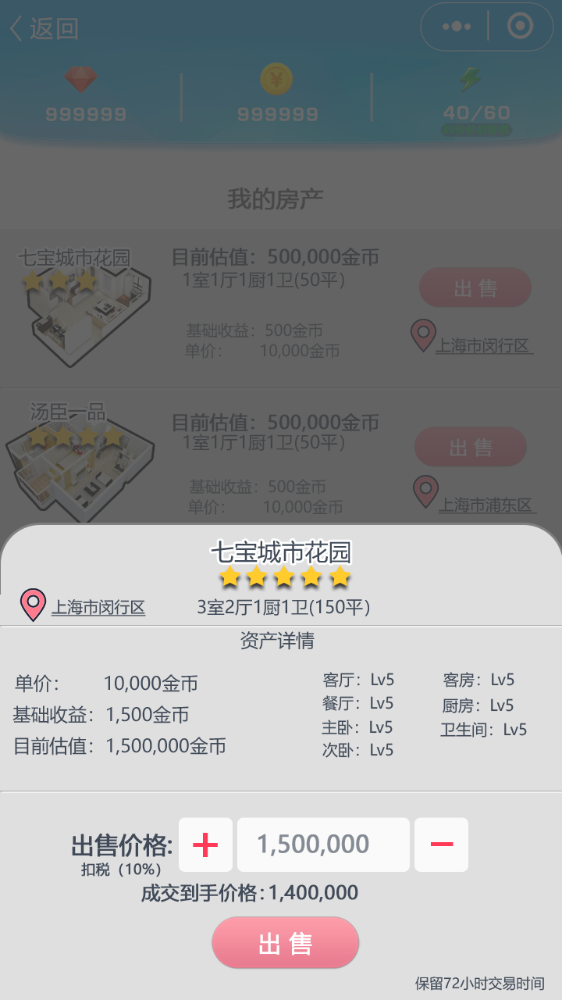 返回
999999 999999 40/60
我的房产
七宝城市花园
目前估值：500,000金币
1室1厅1厨1卫(50平）
出售
基础收益：500金币
单价： 10,000金币
上海市闵行区
汤臣一品
目前估值：500,000金币
1室1厅1厨1卫(50平）
出售
基础收益：500金币
单价： 10,000金币
上海市浦东区
七宝城市花园
上海市闵行区
3室2厅1厨1卫(150平）
资产详情
单价： 10,000金币
基础收益：1,500金币
目前估值：1,500,000金币
客厅：Lv5
餐厅：Lv5
主卧：Lv5
次卧：Lv5
客房：Lv5
厨房：Lv5
卫生间：Lv5
出售价格: + 1,500,000 −
扣税（10%）
成交到手价格:1,400,000
出售
保留72小时交易时间